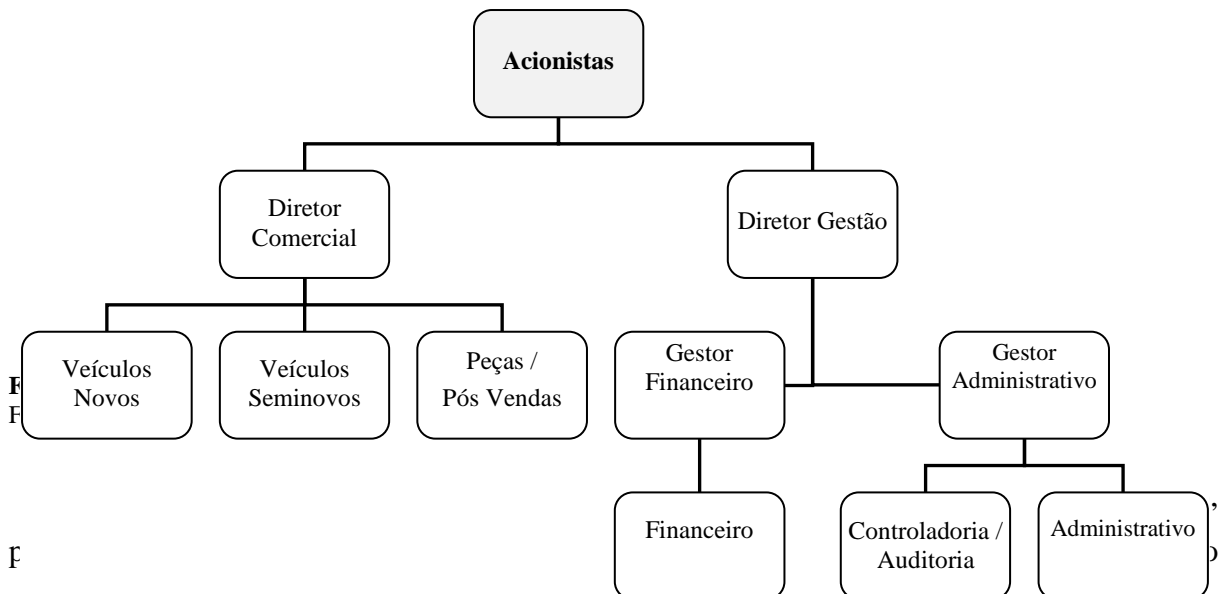 Acionistas
Diretor
Comercial
Diretor Gestão
Veículos
Novos
Veículos
Seminovos
Peças /
Pós Vendas
Gestor
Financeiro
Gestor
Administrativo
Financeiro
Controladoria /
Auditoria
Administrativo